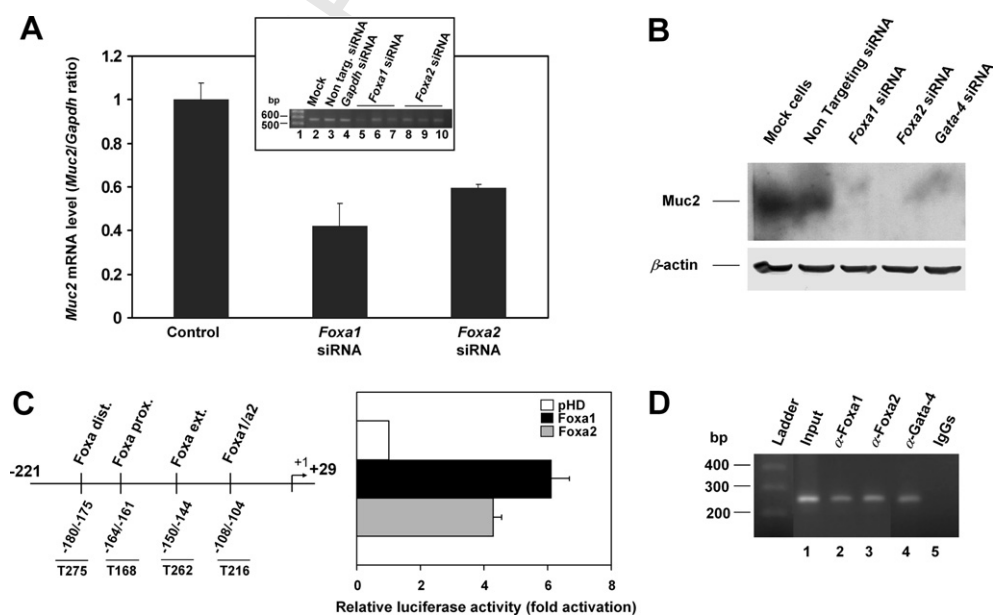 A
Muc2 mRNA level (Muc2/Gapdh ratio)
1.2
1
0.8
0.6
0.4
0.2
0
Control
Foxa1
siRNA
Foxa2
siRNA
Mock
Non targ. siRNA
Gapdh siRNA
Foxa1 siRNA
Foxa2 siRNA
bp
600
500
1 2 3 4 5 6 7 8 9 10
B
Mock cells
Non Targeting siRNA
Foxa1 siRNA
Foxa2 siRNA
Gata-4 siRNA
Muc2
β-actin
C
Foxa dist.
Foxa prox.
Foxa ext.
Foxa1/a2
-221
+1
+29
-180/-175
-164/-161
-150/-144
-108/-104
T275
T168
T262
T216
pHD
Foxa1
Foxa2
0 2 4 6 8
Relative luciferase activity (fold activation)
D
Ladder
Input
α-Foxa1
α-Foxa2
α-Gata-4
IgGs
bp
400
300
200
1 2 3 4 5